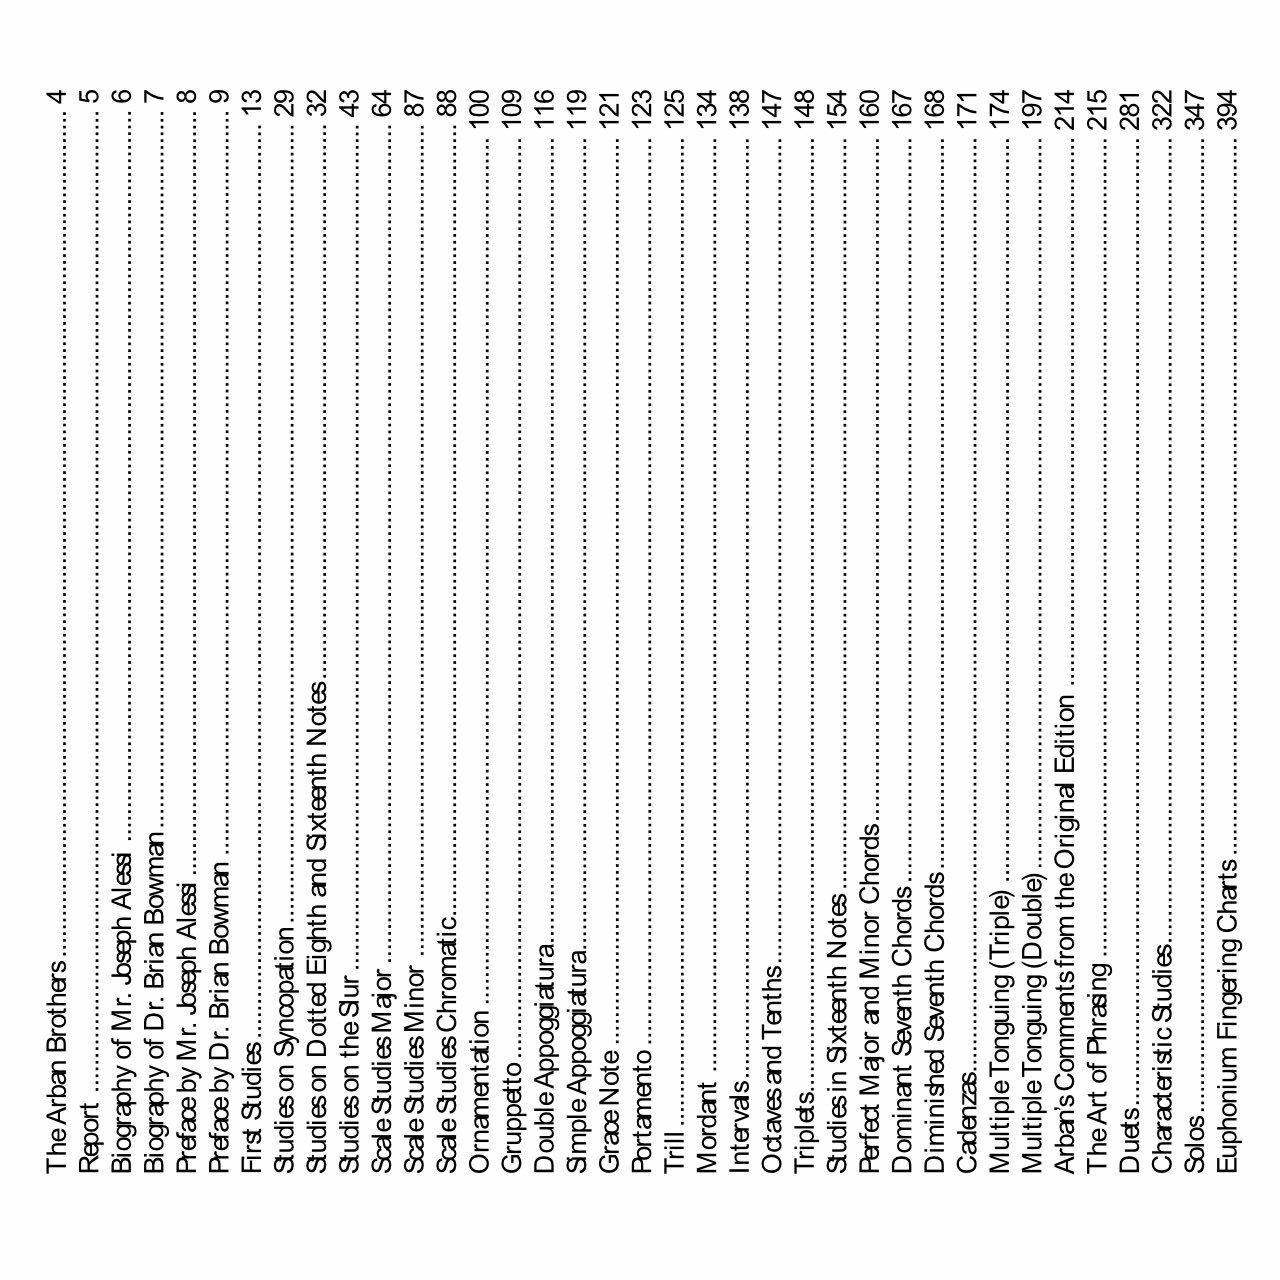 The Arban Brothers 4
Report 5
Biography of Mr. Joseph Alessi 6
Biography of Dr. Brian Bowman 7
Preface by Mr. Joseph Alessi 8
Preface by Dr. Brian Bowman 9
First Studies 13
Studies on Syncopation 29
Studies on Dotted Eighth and Sixteenth Notes 32
Studies on the Slur 43
Scale Studies Major 64
Scale Studies Minor 87
Scale Studies Chromatic 88
Ornamentation 100
Gruppetto 109
Double Appoggiatura 116
Simple Appoggiatura 119
Grace Note 121
Portamento 123
Trill 125
Mordant 134
Intervals 138
Octaves and Tenths 147
Triplets 148
Studies in Sixteenth Notes 154
Perfect Major and Minor Chords 160
Dominant Seventh Chords 167
Diminished Seventh Chords 168
Cadenzas 171
Multiple Tonguing (Triple) 174
Multiple Tonguing (Double) 197
Arban's Comments from the Original Edition 214
The Art of Phrasing 215
Duets 281
Characteristic Studies 322
Solos 347
Euphonium Fingering Charts 394